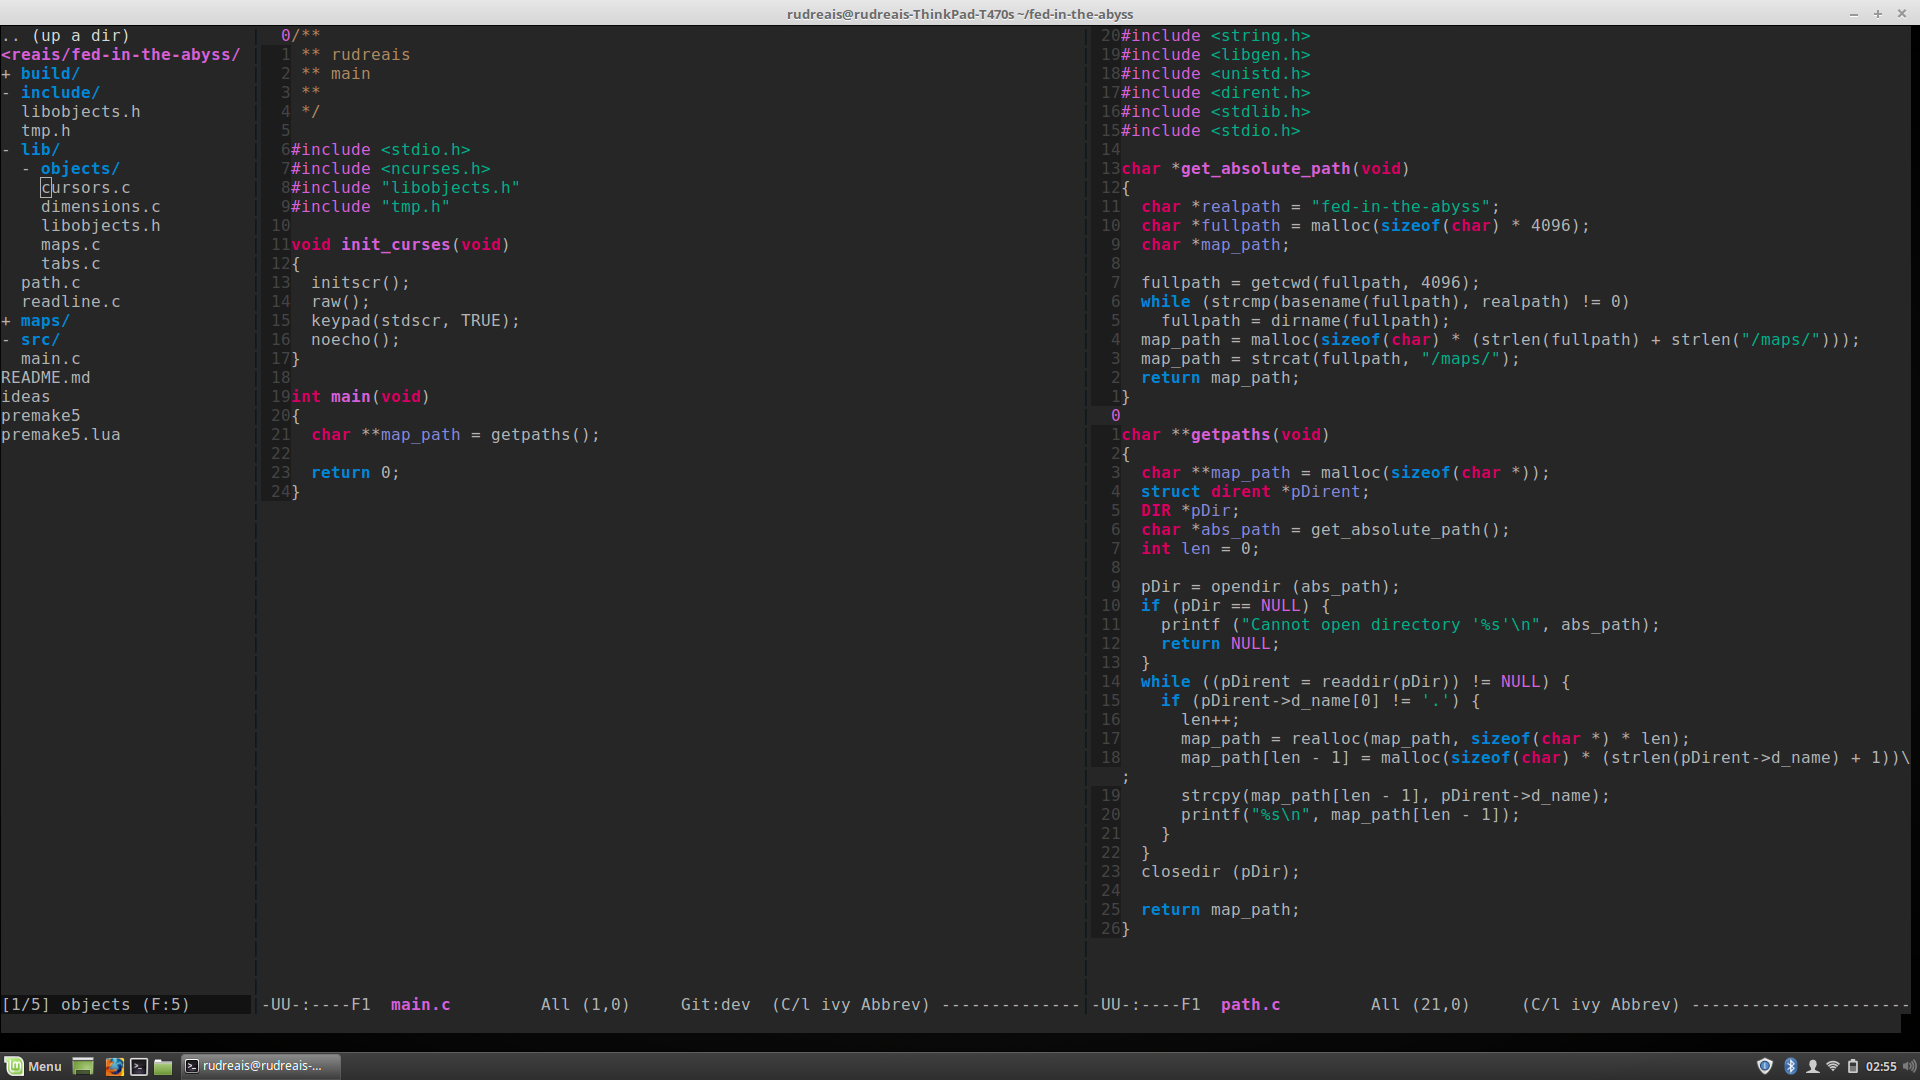 rudreais@rudreais-ThinkPad-T470s ~/fed-in-the-abyss
.. (up a dir)
<reais/fed-in-the-abyss/
+ build/
- include/
libobjects.h
tmp.h
- lib/
- objects/
cursors.c
dimensions.c
libobjects.h
maps.c
tabs.c
path.c
readline.c
+ maps/
- src/
main.c
README.md
ideas
premake5
premake5.lua
[1/5] objects (F:5)
0/**
1 ** rudreais
2 ** main
3 **
4 */
5
6#include <stdio.h>
7#include <ncurses.h>
8#include "libobjects.h"
9#include "tmp.h"
10
11void init_curses(void)
12{
13  initscr();
14  raw();
15  keypad(stdscr, TRUE);
16  noecho();
17}
18
19int main(void)
20{
21  char **map_path = getpaths();
22
23  return 0;
24}
-UU-:----F1  main.c         All (1,0)     Git:dev  (C/l ivy Abbrev) --------------
20#include <string.h>
19#include <libgen.h>
18#include <unistd.h>
17#include <dirent.h>
16#include <stdlib.h>
15#include <stdio.h>
14
13char *get_absolute_path(void)
12{
11  char *realpath = "fed-in-the-abyss";
10  char *fullpath = malloc(sizeof(char) * 4096);
9  char *map_path;
8
7  fullpath = getcwd(fullpath, 4096);
6  while (strcmp(basename(fullpath), realpath) != 0)
5    fullpath = dirname(fullpath);
4  map_path = malloc(sizeof(char) * (strlen(fullpath) + strlen("/maps/")));
3  map_path = strcat(fullpath, "/maps/");
2  return map_path;
1}
0
1char **getpaths(void)
2{
3  char **map_path = malloc(sizeof(char *));
4  struct dirent *pDirent;
5  DIR *pDir;
6  char *abs_path = get_absolute_path();
7  int len = 0;
8
9  pDir = opendir (abs_path);
10  if (pDir == NULL) {
11    printf ("Cannot open directory '%s'\n", abs_path);
12    return NULL;
13  }
14  while ((pDirent = readdir(pDir)) != NULL) {
15    if (pDirent->d_name[0] != '.') {
16      len++;
17      map_path = realloc(map_path, sizeof(char *) * len);
18      map_path[len - 1] = malloc(sizeof(char) * (strlen(pDirent->d_name) + 1))\
;
19      strcpy(map_path[len - 1], pDirent->d_name);
20      printf("%s\n", map_path[len - 1]);
21    }
22  }
23  closedir (pDir);
24
25  return map_path;
26}
-UU-:----F1  path.c         All (21,0)     (C/l ivy Abbrev) ----------------------
Menu
rudreais@rudreais-...
02:55